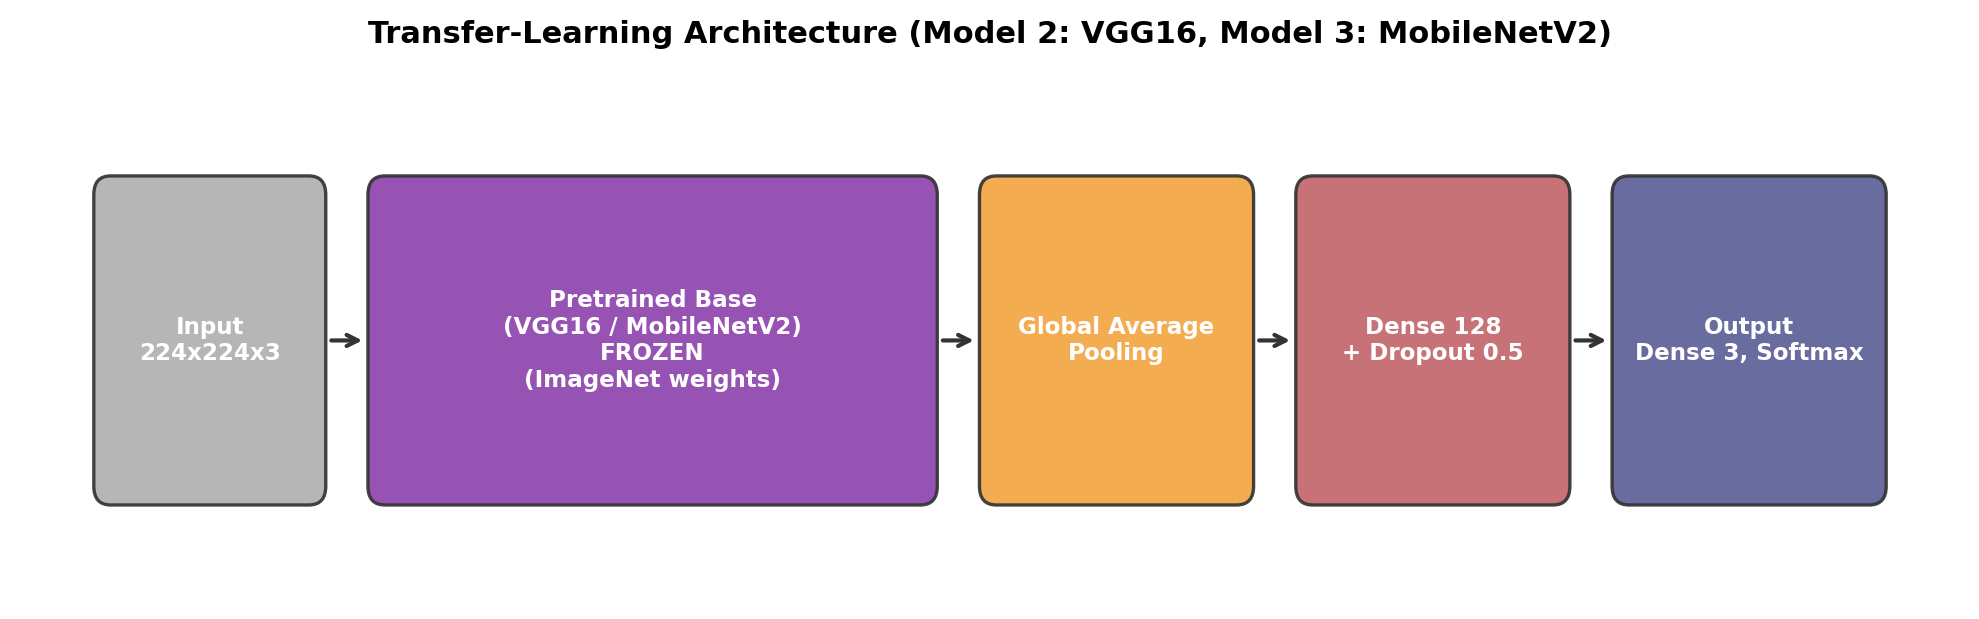 Transfer-Learning Architecture (Model 2: VGG16, Model 3: MobileNetV2)
Input
224x224x3
Pretrained Base
(VGG16 / MobileNetV2)
FROZEN
(ImageNet weights)
Global Average
Pooling
Dense 128
+ Dropout 0.5
Output
Dense 3, Softmax